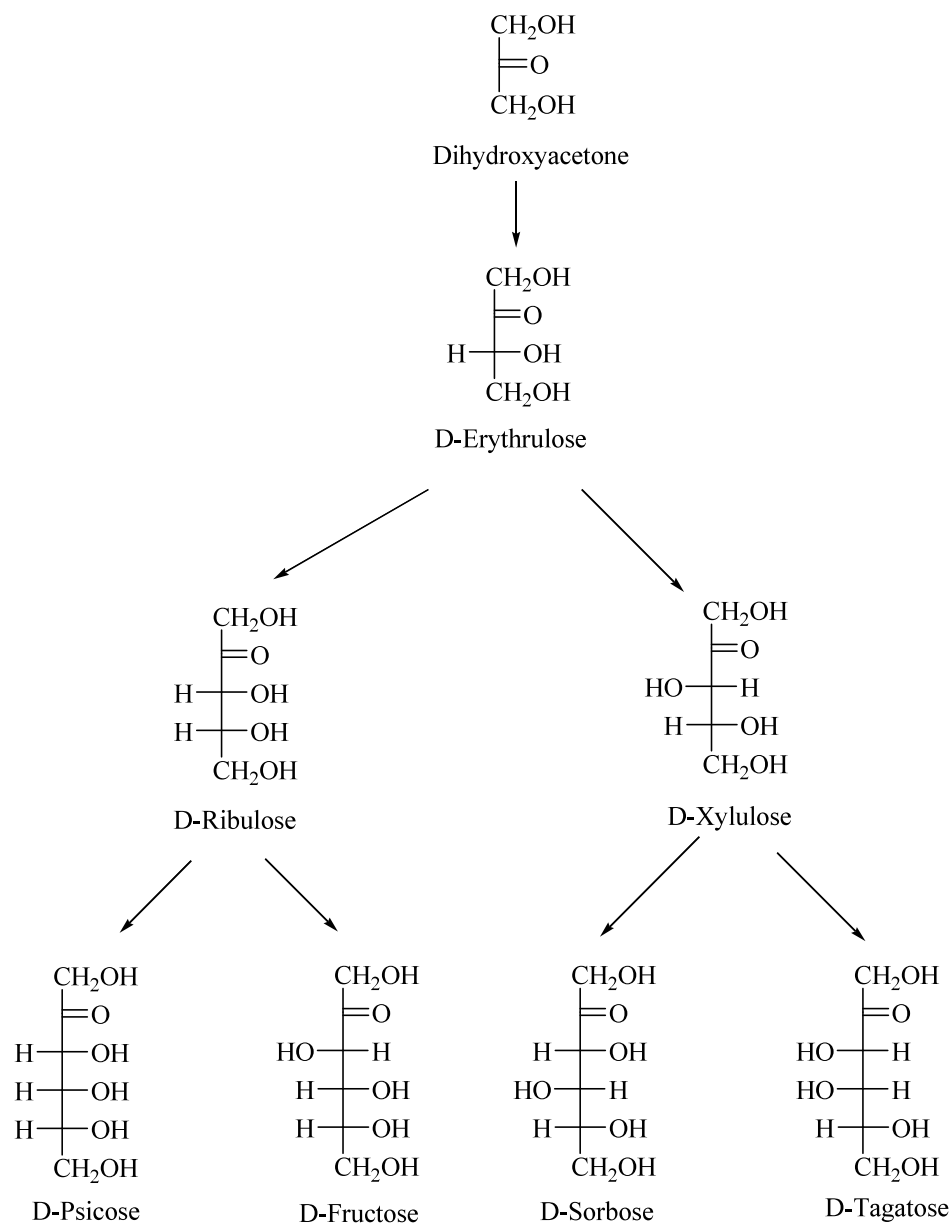 CH₂OH
O
CH₂OH
Dihydroxyacetone
CH₂OH
O
H OH
CH₂OH
D-Erythrulose
CH₂OH
O
H OH
H OH
CH₂OH
D-Ribulose
CH₂OH
O
HO H
H OH
CH₂OH
D-Xylulose
CH₂OH
O
H OH
H OH
H OH
CH₂OH
D-Psicose
CH₂OH
O
HO H
H OH
H OH
CH₂OH
D-Fructose
CH₂OH
O
H OH
HO H
H OH
CH₂OH
D-Sorbose
CH₂OH
O
HO H
HO H
H OH
CH₂OH
D-Tagatose